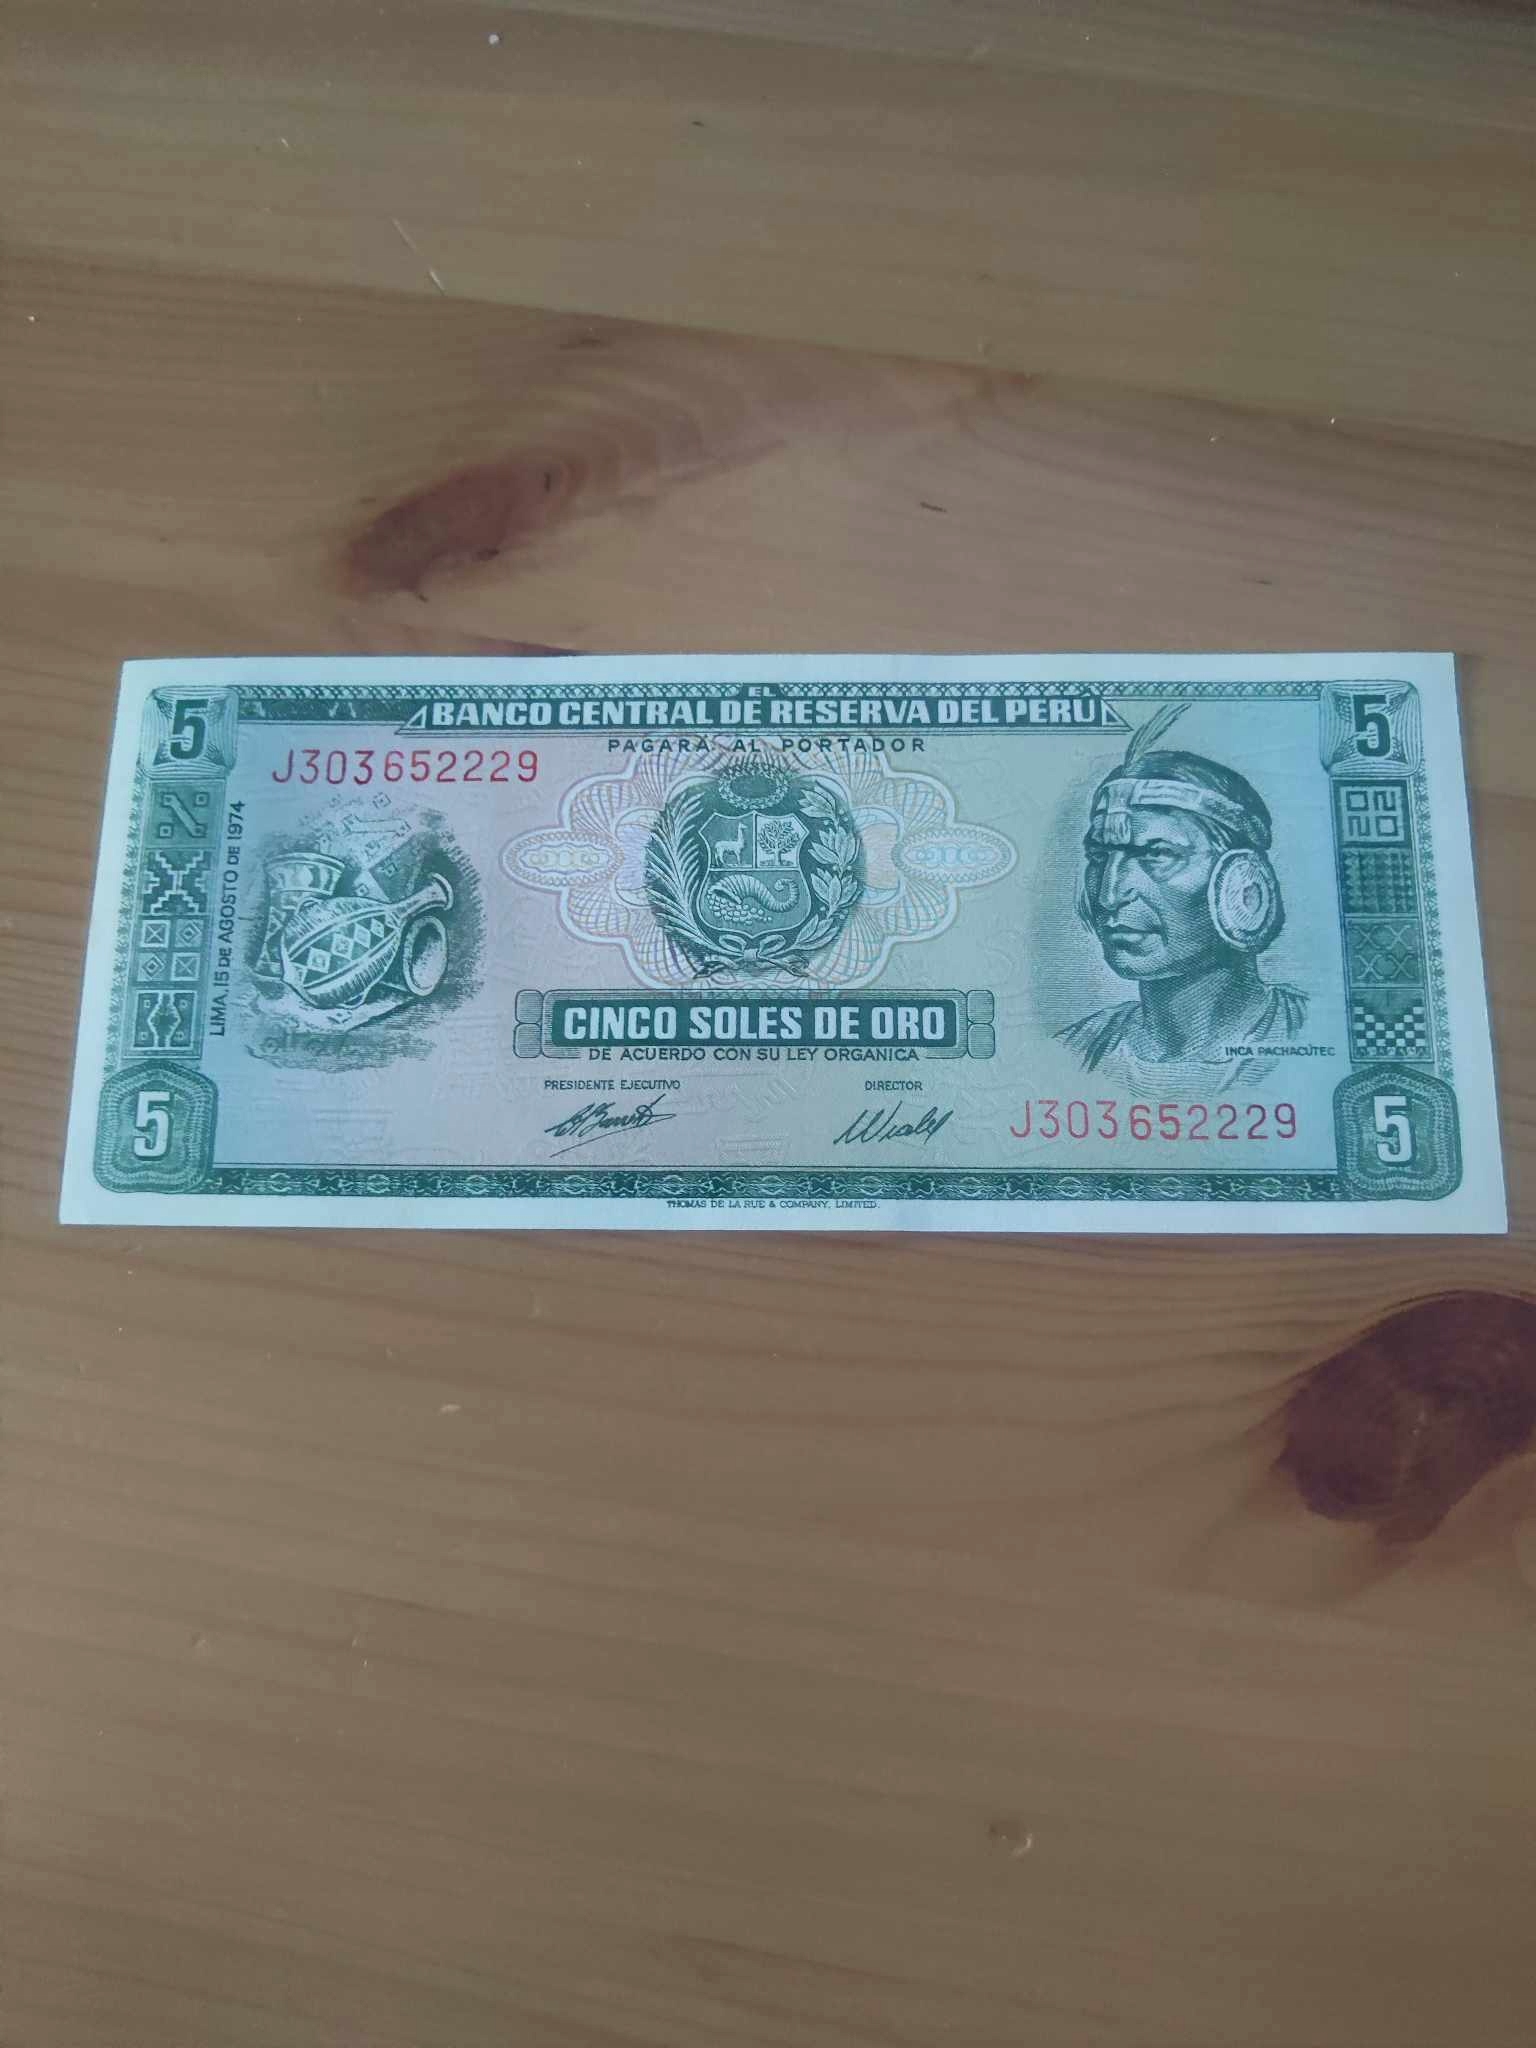 5
EL
5
BANCO CENTRAL DE RESERVA DEL PERÚ
PAGARA AL PORTADOR
J303652229
LIMA, 15 DE AGOSTO DE 1974
CINCO SOLES DE ORO
DE ACUERDO CON SU LEY ORGANICA
INCA PACHACÚTEC
PRESIDENTE EJECUTIVO
DIRECTOR
J303652229
5
5
THOMAS DE LA RUE & COMPANY, LIMITED.